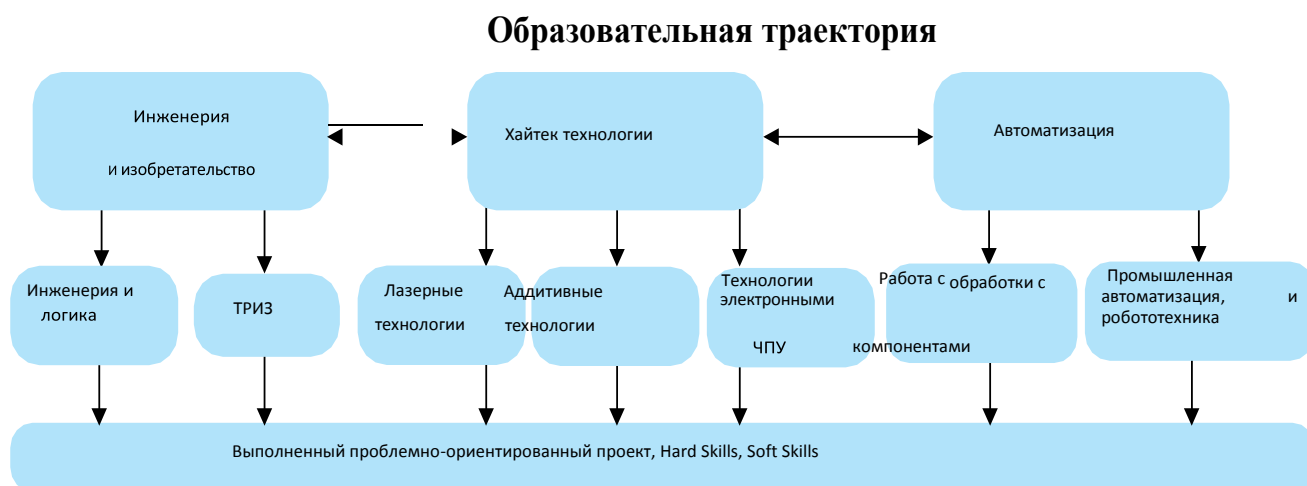 Образовательная траектория
Инженерия
и изобретательство
Хайтек технологии
Автоматизация
Инженерия и
логика
ТРИЗ
Лазерные
технологии
Аддитивные
технологии
Технологии
электронными
ЧПУ
Работа с обработки с
компонентами
Промышленная
автоматизация, и
робототехника
Выполненный проблемно-ориентированный проект, Hard Skills, Soft Skills